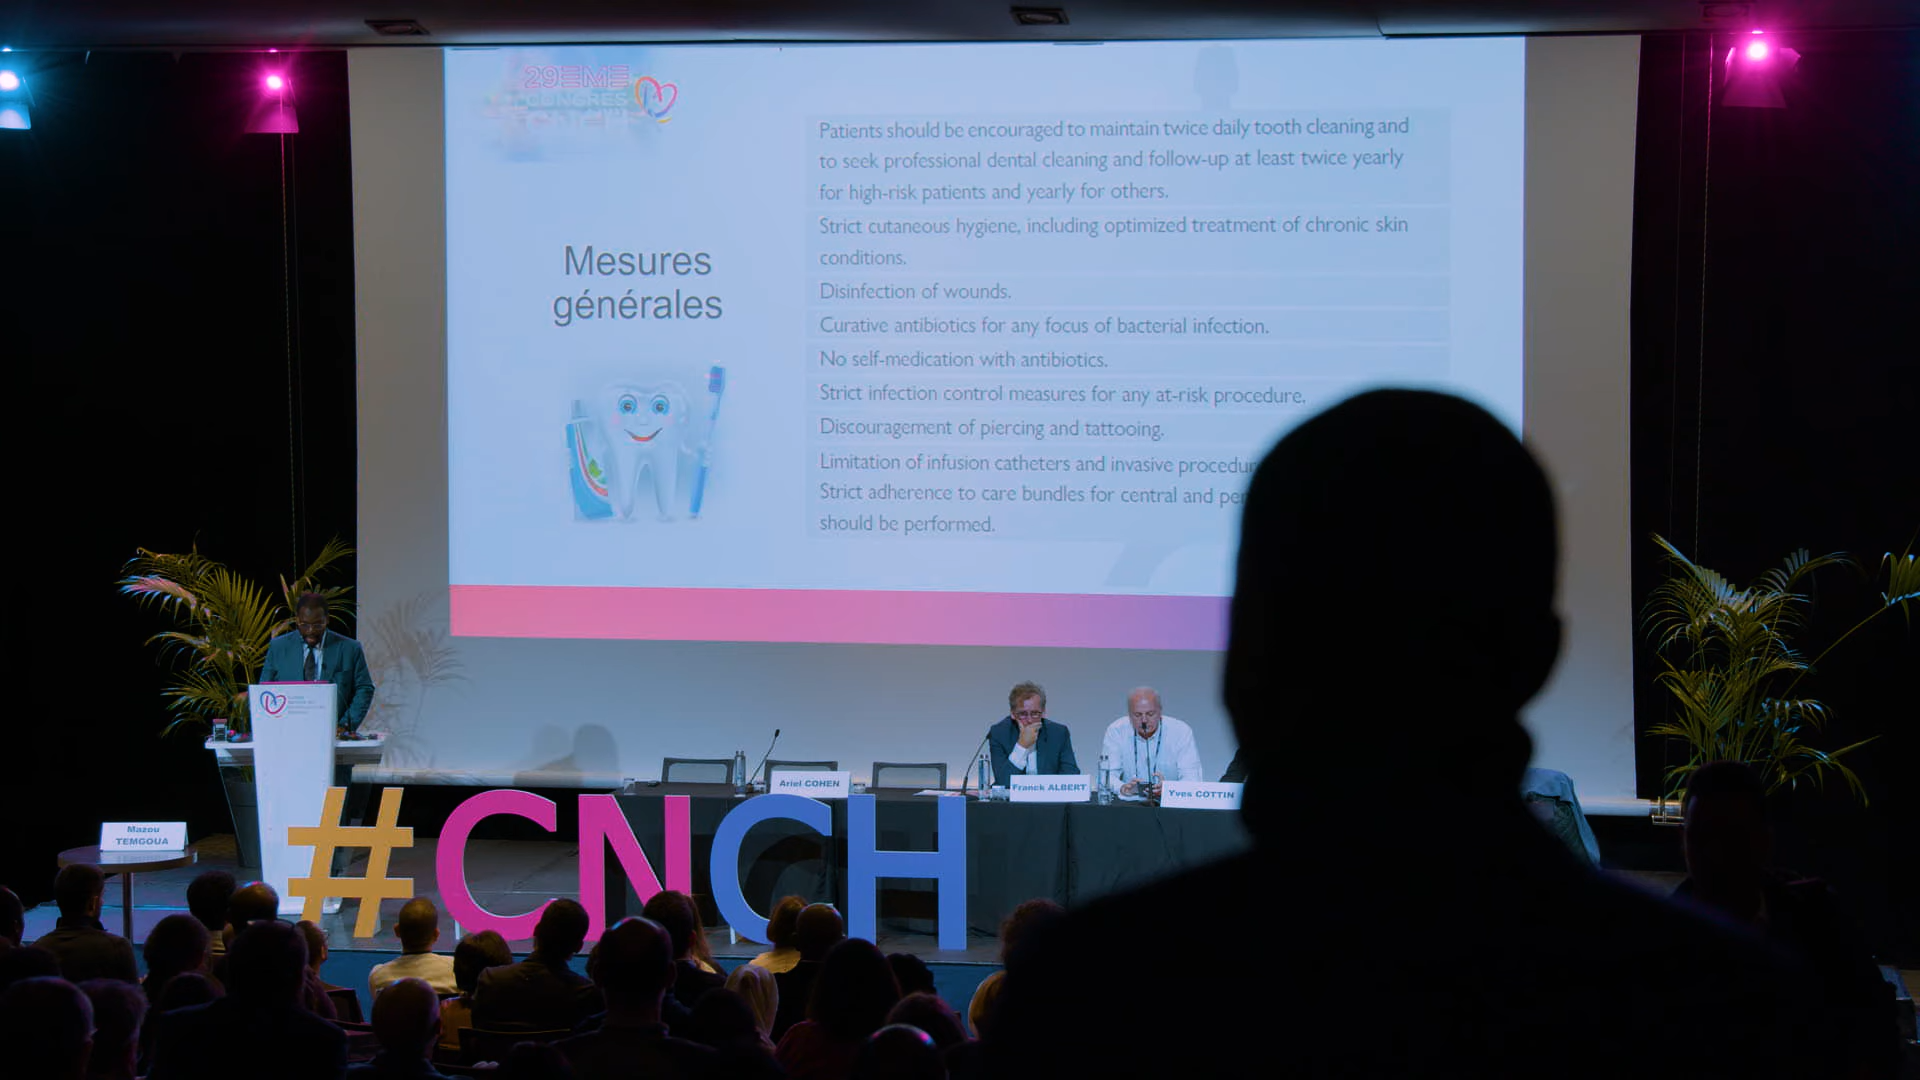 29EME
CONGRÈS
Mesures
générales
Patients should be encouraged to maintain twice daily tooth cleaning and
to seek professional dental cleaning and follow-up at least twice yearly
for high-risk patients and yearly for others.
Strict cutaneous hygiene, including optimized treatment of chronic skin
conditions.
Disinfection of wounds.
Curative antibiotics for any focus of bacterial infection.
No self-medication with antibiotics.
Strict infection control measures for any at-risk procedure.
Discouragement of piercing and tattooing.
Limitation of infusion catheters and invasive
Strict adherence to care bundles for central and
should be performed.
Ariel COHEN
Franck ALBERT
Yves COTTIN
Mazou
TEMGOUA
#CNCH